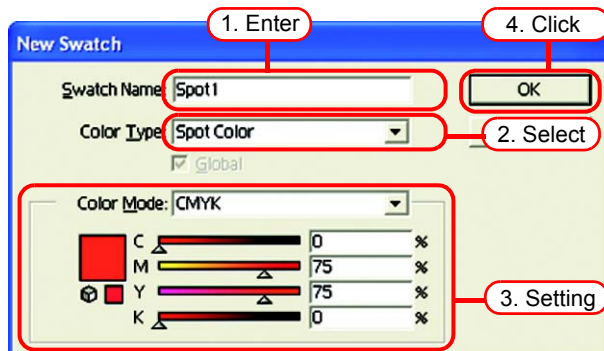 1. Enter
4. Click
New Swatch
Swatch Name: Spot1
OK
Color Type: Spot Color
2. Select
Global
Color Mode: CMYK
C 0 %
M 75 %
Y 75 %
K 0 %
3. Setting